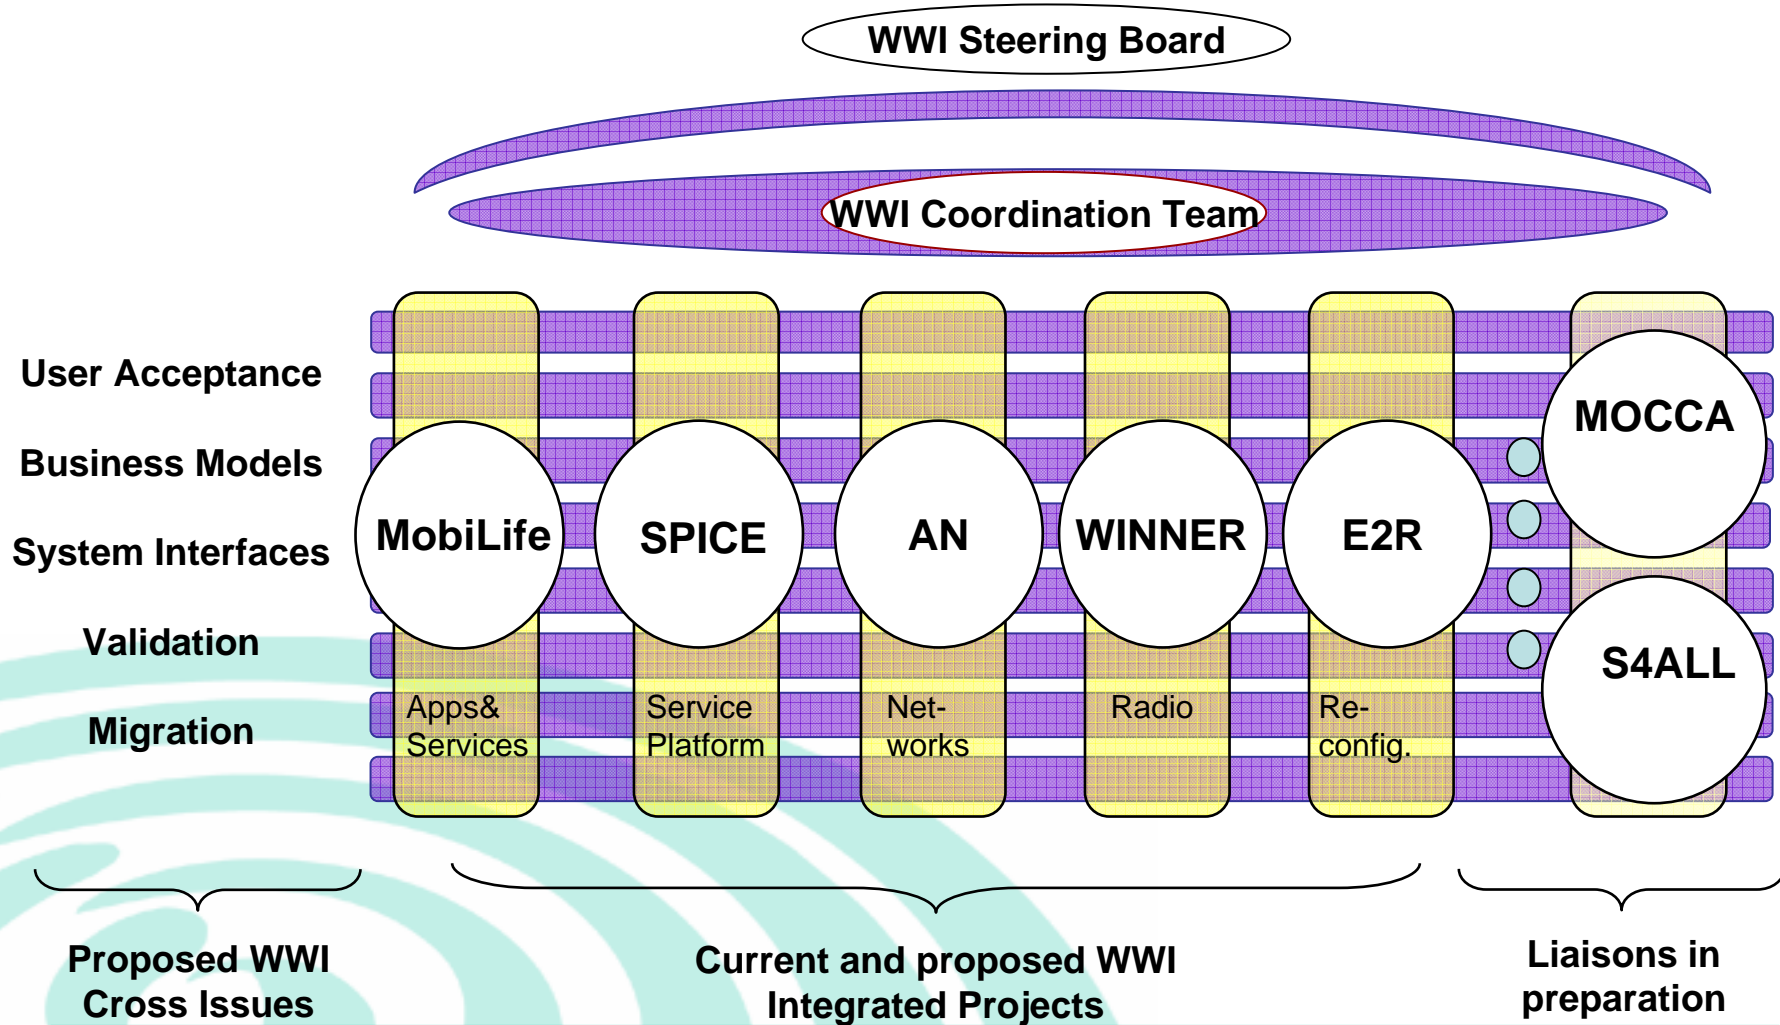 WWI Steering Board
WWI Coordination Team
User Acceptance
Business Models
System Interfaces
Validation
Migration
MobiLife
SPICE
AN
WINNER
E2R
MOCCA
S4ALL
Apps&
Services
Service
Platform
Net-
works
Radio
Re-
config.
Proposed WWI
Cross Issues
Current and proposed WWI
Integrated Projects
Liaisons in
preparation